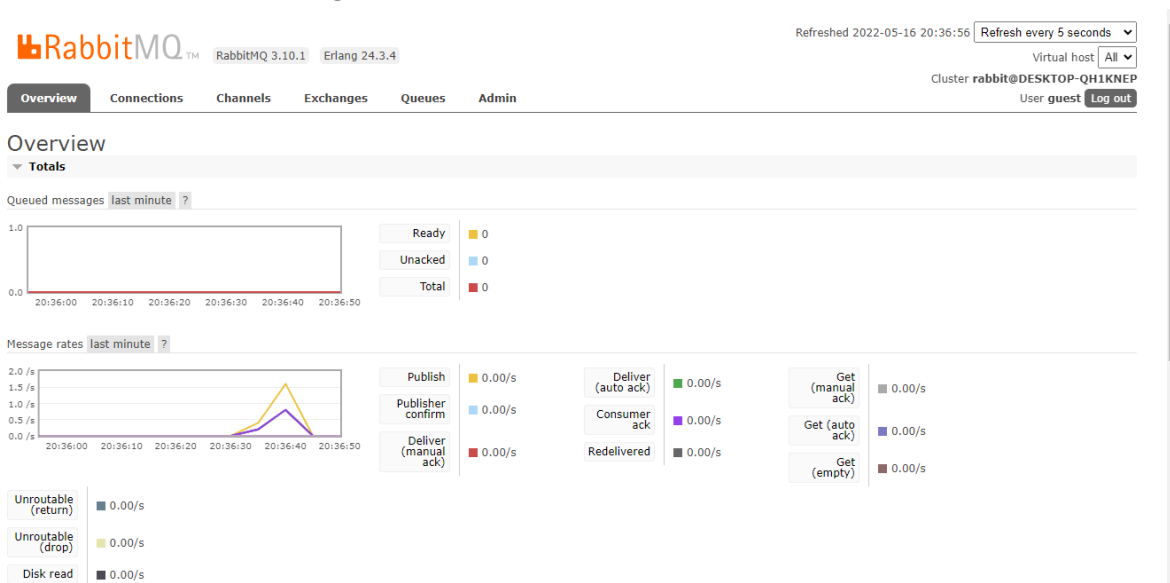 Refreshed 2022-05-16 20:36:56 Refresh every 5 seconds
RabbitMQ TM RabbitMQ 3.10.1 Erlang 24.3.4
Virtual host All
Cluster rabbit@DESKTOP-QH1KNEP
User guest Log out
Overview Connections Channels Exchanges Queues Admin
Overview
Totals
Queued messages last minute ?
1.0
0.0
20:36:00 20:36:10 20:36:20 20:36:30 20:36:40 20:36:50
Ready 0
Unacked 0
Total 0
Message rates last minute ?
2.0 /s
1.5 /s
1.0 /s
0.5 /s
0.0 /s
20:36:00 20:36:10 20:36:20 20:36:30 20:36:40 20:36:50
Publish 0.00/s
Publisher
confirm 0.00/s
Deliver
(manual
ack) 0.00/s
Deliver
(auto ack) 0.00/s
Consumer
ack 0.00/s
Redelivered 0.00/s
Get
(manual
ack) 0.00/s
Get (auto
ack) 0.00/s
Get
(empty) 0.00/s
Unroutable
(return) 0.00/s
Unroutable
(drop) 0.00/s
Disk read 0.00/s